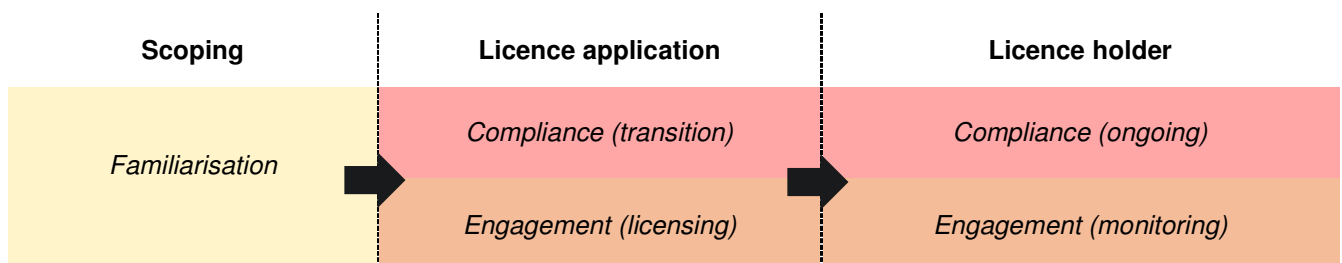 Scoping
Licence application
Licence holder
Familiarisation
Compliance (transition)
Compliance (ongoing)
Engagement (licensing)
Engagement (monitoring)